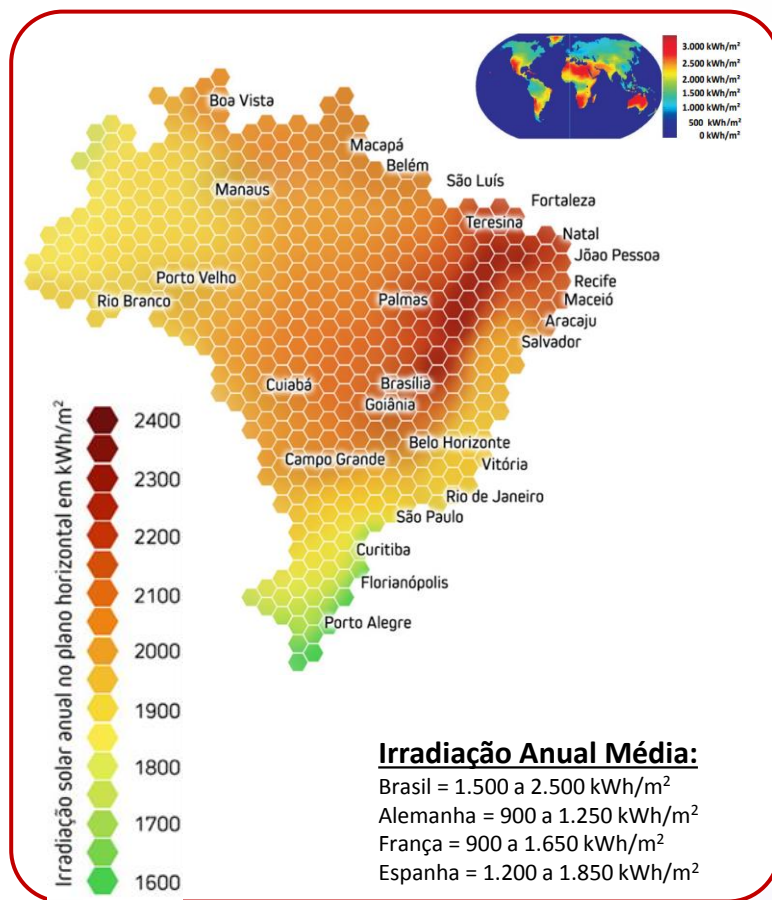 3.000 kWh/m²
2.500 kWh/m²
2.000 kWh/m²
1.500 kWh/m²
1.000 kWh/m²
500 kWh/m²
0 kWh/m²
Boa Vista
Macapá
Belém
São Luís
Manaus
Fortaleza
Teresina
Natal
Jõao Pessoa
Porto Velho
Recife
Rio Branco
Palmas
Maceió
Aracaju
Salvador
Cuiabá
Brasília
Goiânia
Belo Horizonte
Campo Grande
Vitória
Rio de Janeiro
São Paulo
Curitiba
Florianópolis
Porto Alegre
Irradiação solar anual no plano horizontal em kWh/m²
2400
2300
2200
2100
2000
1900
1800
1700
1600
Irradiação Anual Média:
Brasil = 1.500 a 2.500 kWh/m²
Alemanha = 900 a 1.250 kWh/m²
França = 900 a 1.650 kWh/m²
Espanha = 1.200 a 1.850 kWh/m²